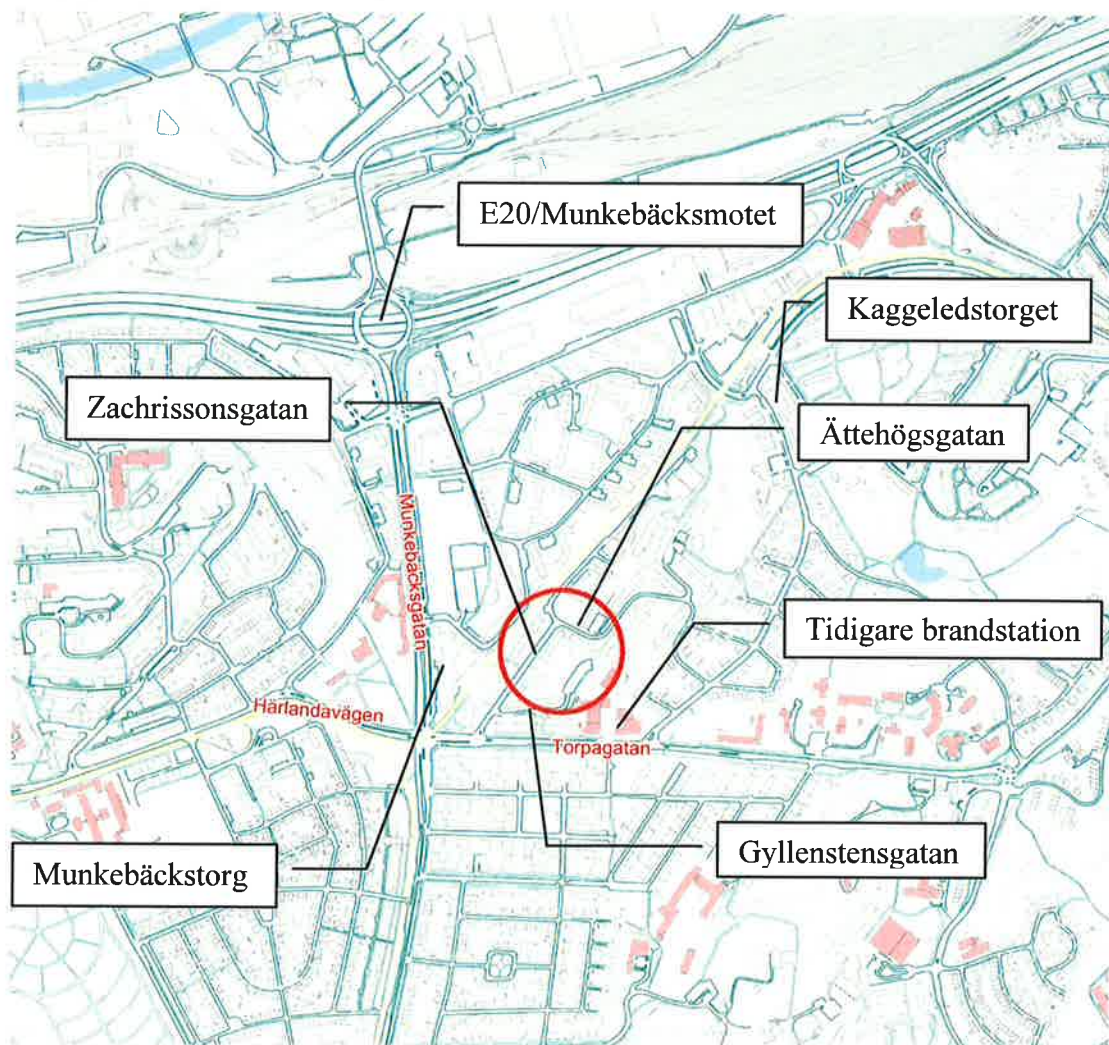 E20/Munkebäcksmotet
Kaggeledstorget
Zachrissonsgatan
Ättehögsgatan
Munkebäcksgatan
Tidigare brandstation
Härlandavägen
Torpagatan
Gyllenstensgatan
Munkebäckstorg